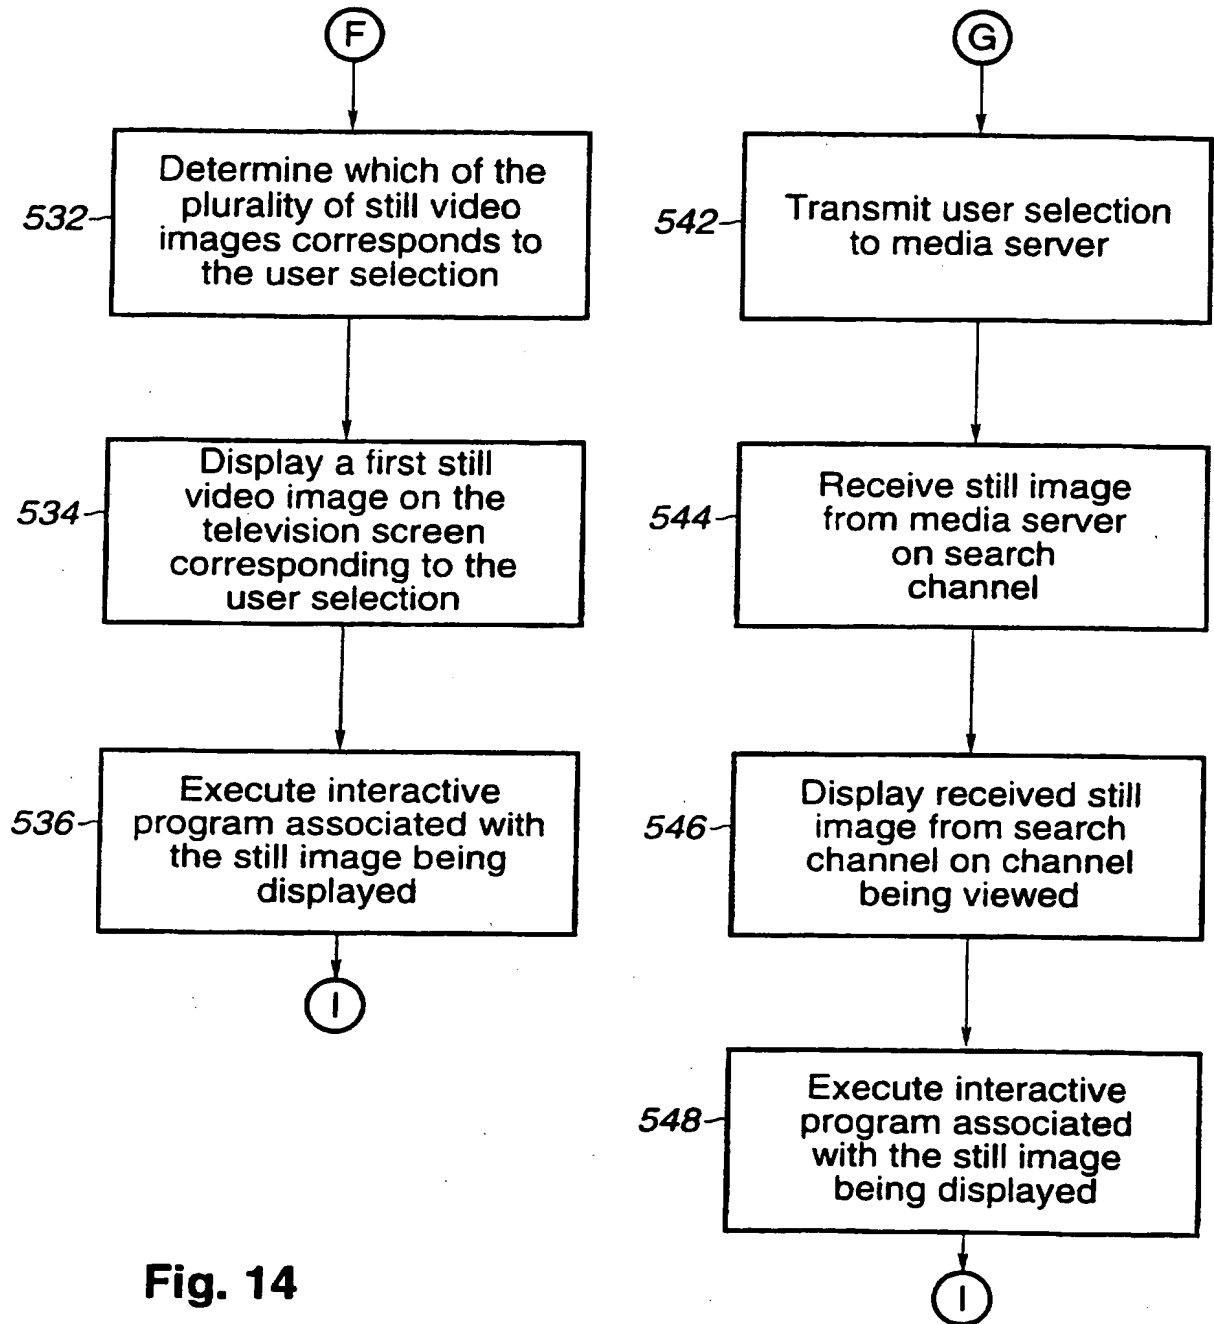 F
532
Determine which of the
plurality of still video
images corresponds to
the user selection
534
Display a first still
video image on the
television screen
corresponding to the
user selection
536
Execute interactive
program associated with
the still image being
displayed
I
G
542
Transmit user selection
to media server
544
Receive still image
from media server
on search
channel
546
Display received still
image from search
channel on channel
being viewed
548
Execute interactive
program associated
with the still image
being displayed
I
Fig. 14